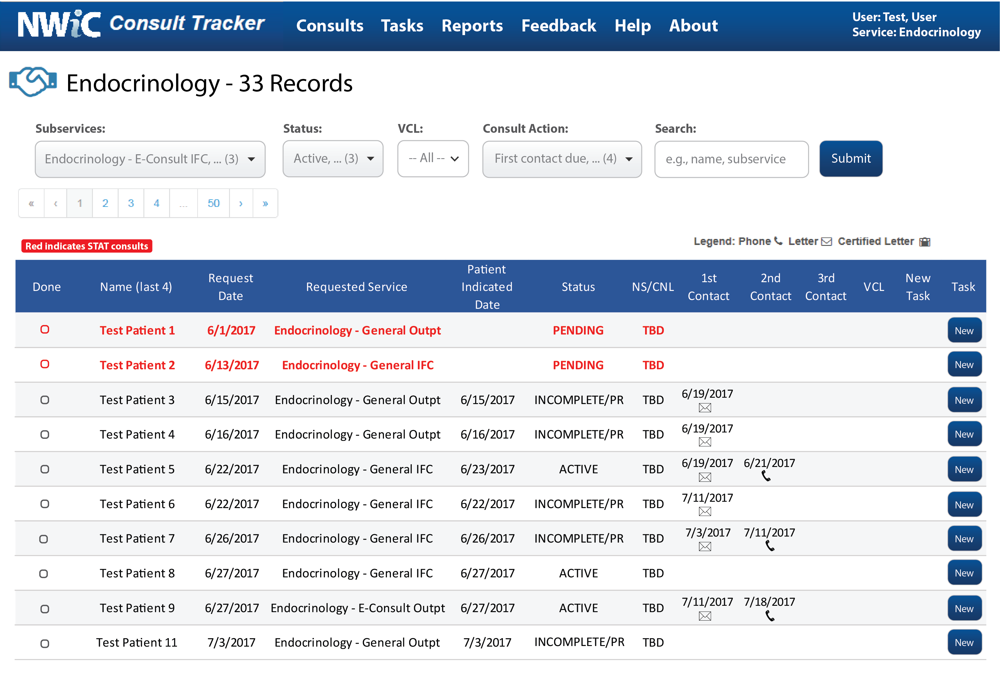 NWiC Consult Tracker Consults Tasks Reports Feedback Help About
User: Test, User
Service: Endocrinology
Endocrinology - 33 Records
Subservices: Status: VCL: Consult Action: Search:
Endocrinology - E-Consult IFC, ... (3) Active, ... (3) -- All -- First contact due, ... (4) e.g., name, subservice Submit
« ‹ 1 2 3 4 ... 50 › »
Red indicates STAT consults
Legend: Phone Letter Certified Letter
Done Name (last 4) Request Date Requested Service Patient Indicated Date Status NS/CNL 1st Contact 2nd Contact 3rd Contact VCL New Task Task
Test Patient 1 6/1/2017 Endocrinology - General Outpt PENDING TBD New
Test Patient 2 6/13/2017 Endocrinology - General IFC PENDING TBD New
Test Patient 3 6/15/2017 Endocrinology - General Outpt 6/15/2017 INCOMPLETE/PR TBD 6/19/2017 New
Test Patient 4 6/16/2017 Endocrinology - General Outpt 6/16/2017 INCOMPLETE/PR TBD 6/19/2017 New
Test Patient 5 6/22/2017 Endocrinology - General IFC 6/23/2017 ACTIVE TBD 6/19/2017 6/21/2017 New
Test Patient 6 6/22/2017 Endocrinology - General IFC 6/22/2017 INCOMPLETE/PR TBD 7/11/2017 New
Test Patient 7 6/26/2017 Endocrinology - General IFC 6/26/2017 INCOMPLETE/PR TBD 7/3/2017 7/11/2017 New
Test Patient 8 6/27/2017 Endocrinology - General IFC 6/27/2017 ACTIVE TBD New
Test Patient 9 6/27/2017 Endocrinology - E-Consult Outpt 6/27/2017 ACTIVE TBD 7/11/2017 7/18/2017 New
Test Patient 11 7/3/2017 Endocrinology - General Outpt 7/3/2017 INCOMPLETE/PR TBD New